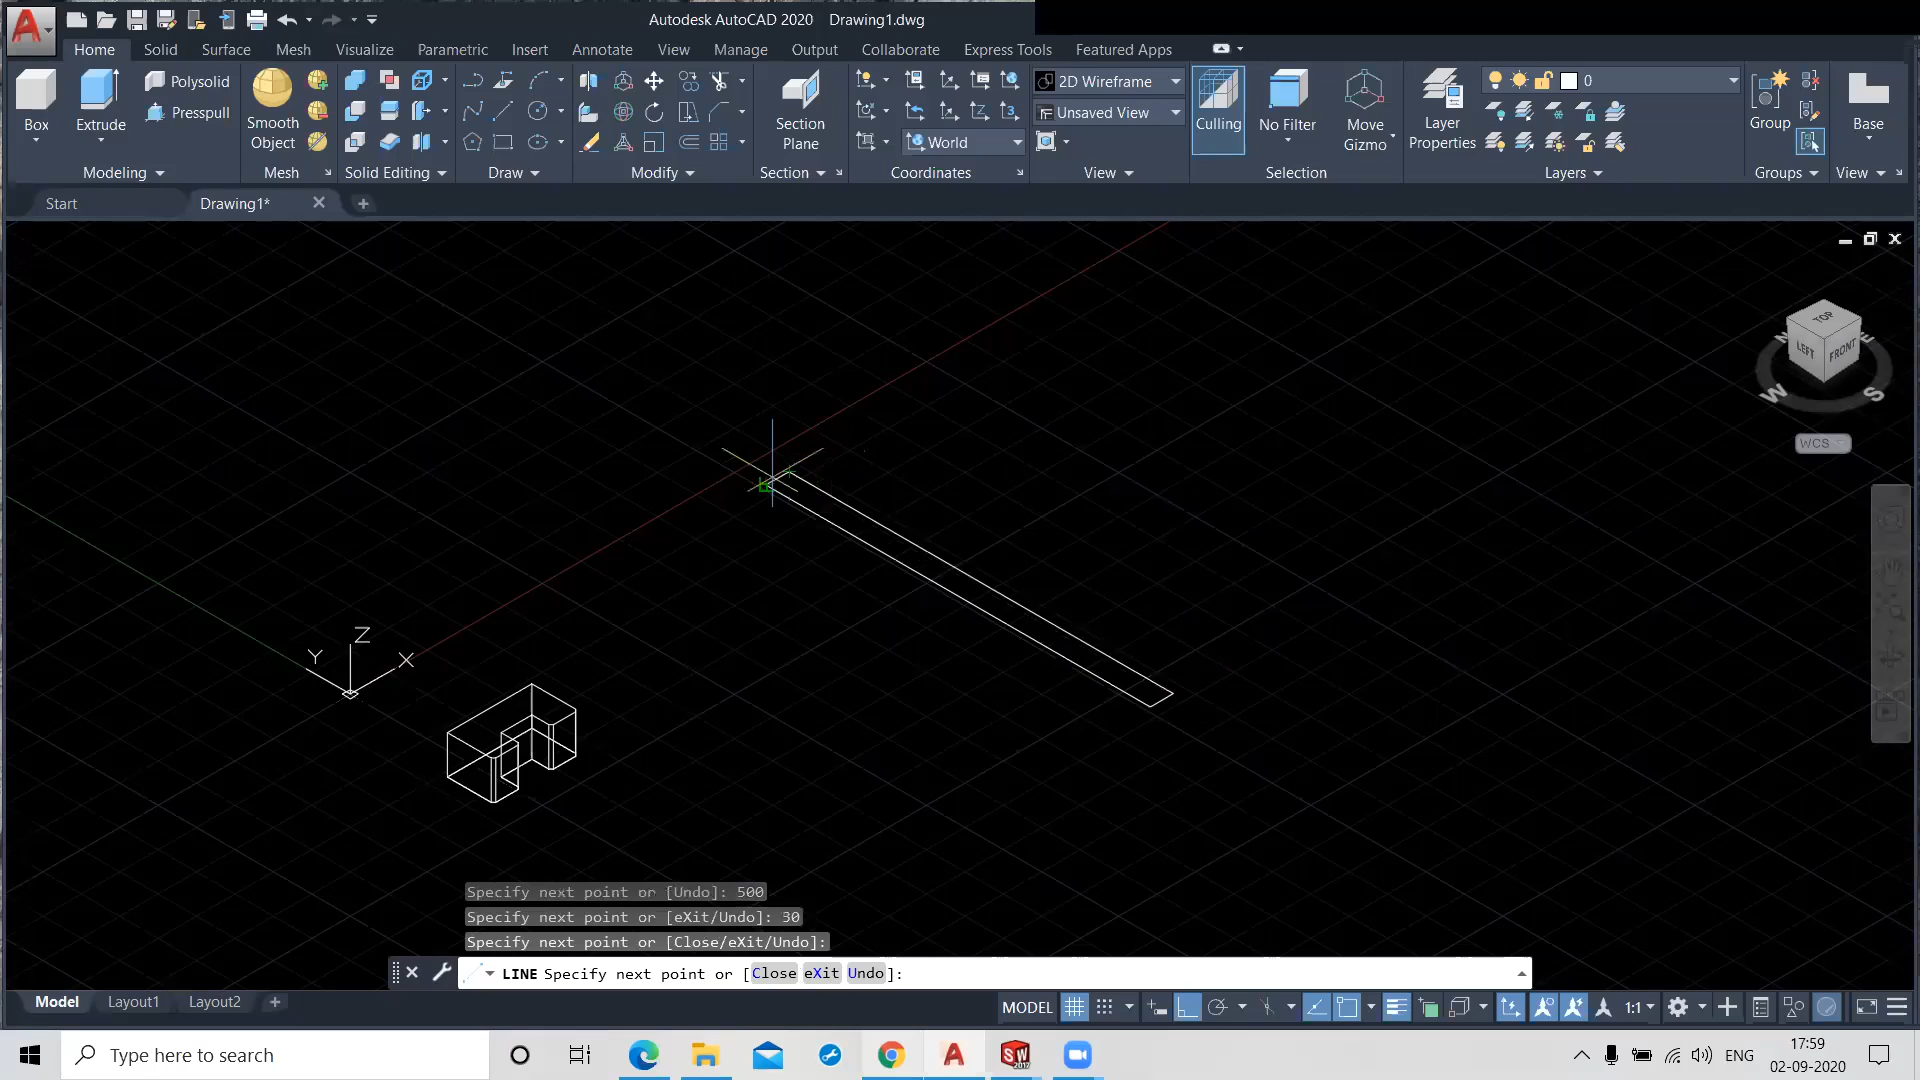 Autodesk AutoCAD 2020 Drawing1.dwg
Home Solid Surface Mesh Visualize Parametric Insert Annotate View Manage Output Collaborate Express Tools Featured Apps
Box
Extrude
Polysolid
Presspull
Smooth
Object
Section
Plane
World
2D Wireframe
Unsaved View
Culling
No Filter
Move
Gizmo
Layer
Properties
0
Group
Base
Modeling Mesh Solid Editing Draw Modify Section Coordinates View Selection Layers Groups View
Start Drawing1*
TOP
LEFT FRONT
W S
WCS
Z
Y X
Specify next point or [Undo]: 500
Specify next point or [eXit/Undo]: 30
Specify next point or [Close/eXit/Undo]:
LINE Specify next point or [Close eXit Undo]:
Model Layout1 Layout2
MODEL 1:1
Type here to search
SW
2017
ENG
17:59
02-09-2020